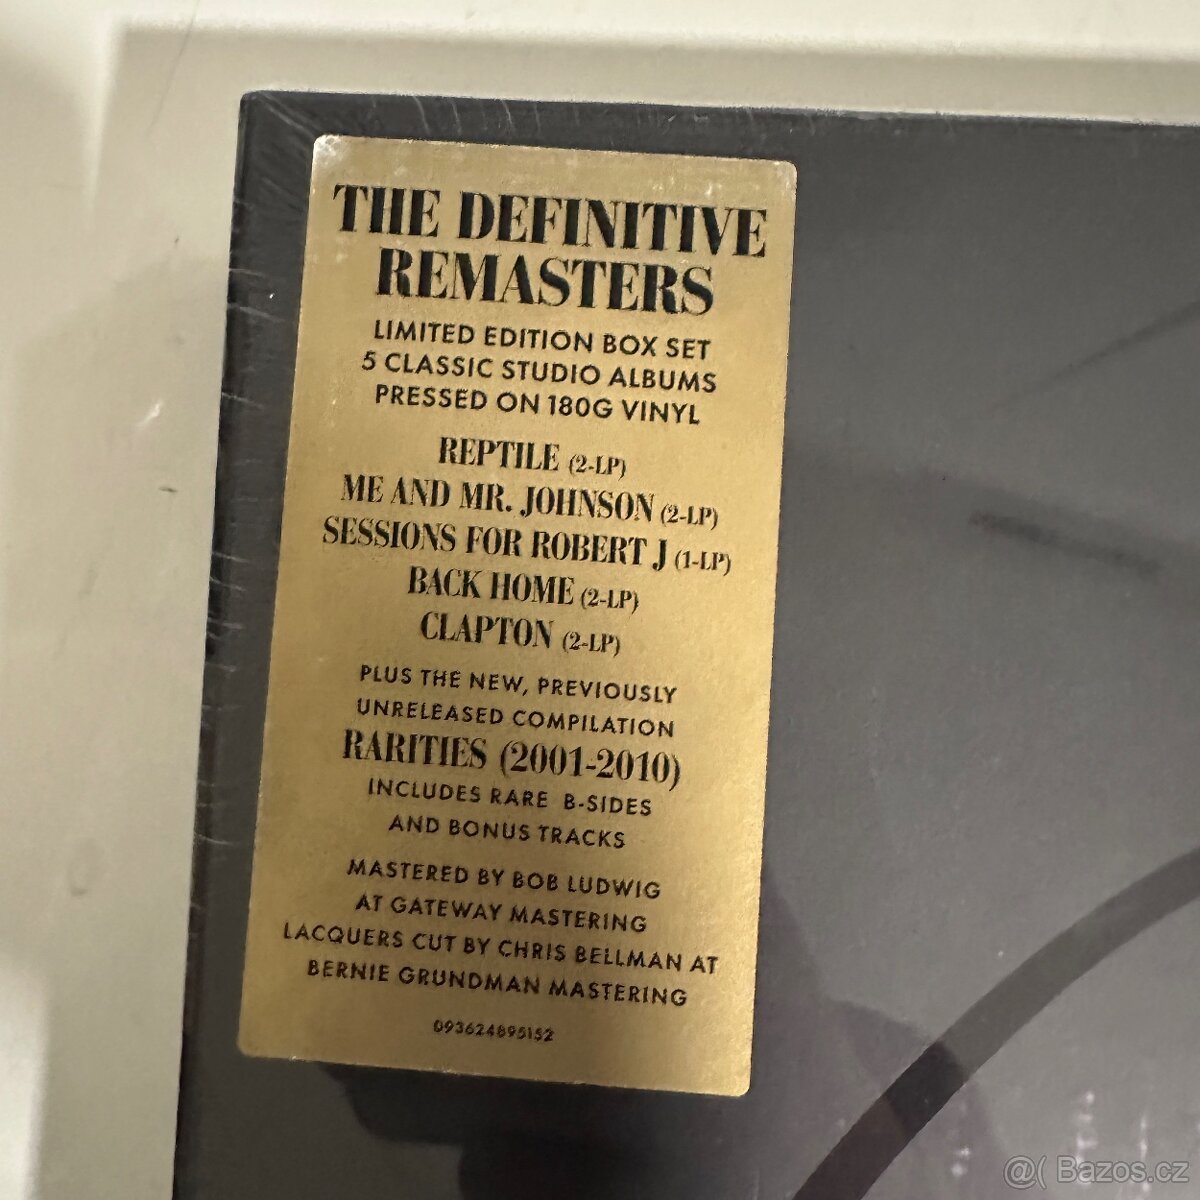 THE DEFINITIVE
REMASTERS
LIMITED EDITION BOX SET
5 CLASSIC STUDIO ALBUMS
PRESSED ON 180G VINYL
REPTILE (2-LP)
ME AND MR. JOHNSON (2-LP)
SESSIONS FOR ROBERT J (1-LP)
BACK HOME (2-LP)
CLAPTON (2-LP)
PLUS THE NEW, PREVIOUSLY
UNRELEASED COMPILATION
RARITIES (2001-2010)
INCLUDES RARE B-SIDES
AND BONUS TRACKS
MASTERED BY BOB LUDWIG
AT GATEWAY MASTERING
LACQUERS CUT BY CHRIS BELLMAN AT
BERNIE GRUNDMAN MASTERING
093624895152
@( Bazos.cz